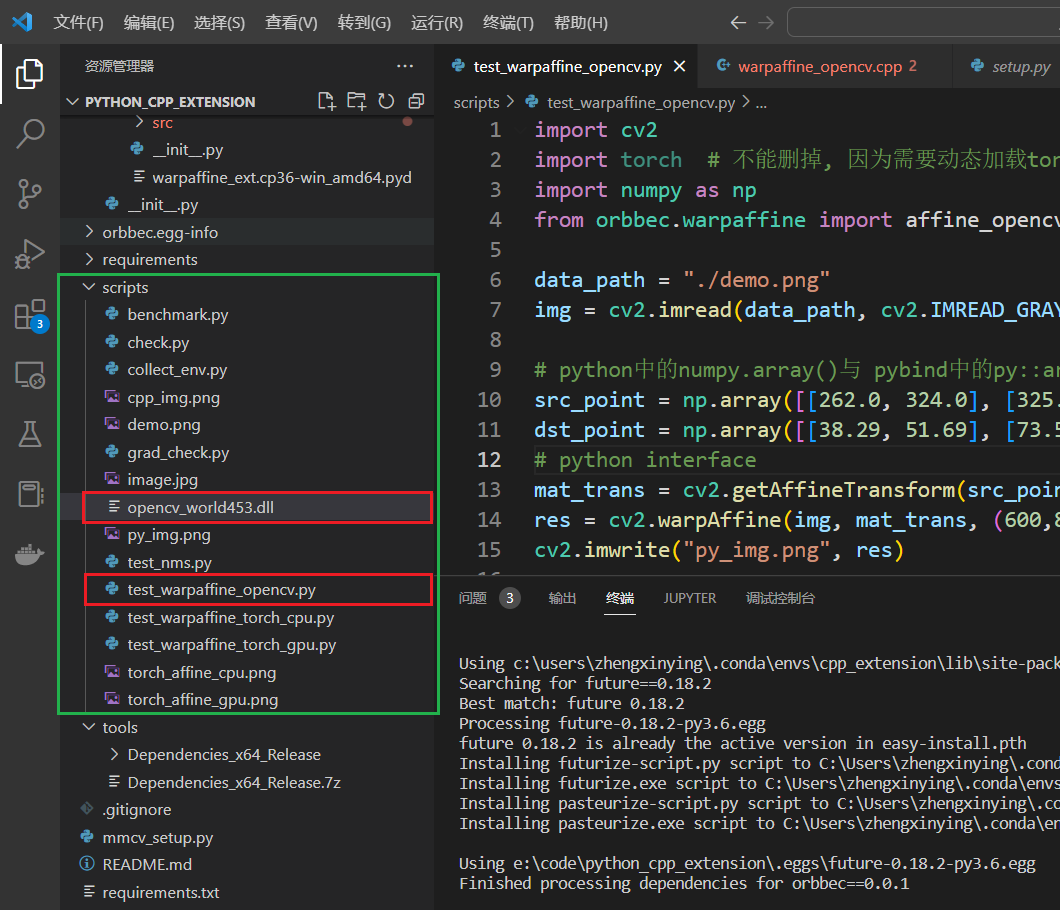 文件(F) 编辑(E) 选择(S) 查看(V) 转到(G) 运行(R) 终端(T) 帮助(H)
资源管理器
PYTHON_CPP_EXTENSION
src
__init__.py
warpaffine_ext.cp36-win_amd64.pyd
__init__.py
orbbec.egg-info
requirements
scripts
benchmark.py
check.py
collect_env.py
cpp_img.png
demo.png
grad_check.py
image.jpg
opencv_world453.dll
py_img.png
test_nms.py
test_warpaffine_opencv.py
test_warpaffine_torch_cpu.py
test_warpaffine_torch_gpu.py
torch_affine_cpu.png
torch_affine_gpu.png
tools
Dependencies_x64_Release
Dependencies_x64_Release.7z
.gitignore
mmcv_setup.py
README.md
requirements.txt
3
test_warpaffine_opencv.py warpaffine_opencv.cpp 2 setup.py
scripts > test_warpaffine_opencv.py > ...
1 import cv2
2 import torch # 不能删掉, 因为需要动态加载tor
3 import numpy as np
4 from orbbec.warpaffine import affine_opencv
5
6 data_path = "./demo.png"
7 img = cv2.imread(data_path, cv2.IMREAD_GRAY
8
9 # python中的numpy.array()与 pybind中的py::ar
10 src_point = np.array([[262.0, 324.0], [325.
11 dst_point = np.array([[38.29, 51.69], [73.5
12 # python interface
13 mat_trans = cv2.getAffineTransform(src_poin
14 res = cv2.warpAffine(img, mat_trans, (600,8
15 cv2.imwrite("py_img.png", res)
问题 3 输出 终端 JUPYTER 调试控制台
Using c:\users\zhengxinying\.conda\envs\cpp_extension\lib\site-pack
Searching for future==0.18.2
Best match: future 0.18.2
Processing future-0.18.2-py3.6.egg
future 0.18.2 is already the active version in easy-install.pth
Installing futurize-script.py script to C:\Users\zhengxinying\.cond
Installing futurize.exe script to C:\Users\zhengxinying\.conda\envs
Installing pasteurize-script.py script to C:\Users\zhengxinying\.co
Installing pasteurize.exe script to C:\Users\zhengxinying\.conda\en
Using e:\code\python_cpp_extension\.eggs\future-0.18.2-py3.6.egg
Finished processing dependencies for orbbec==0.0.1